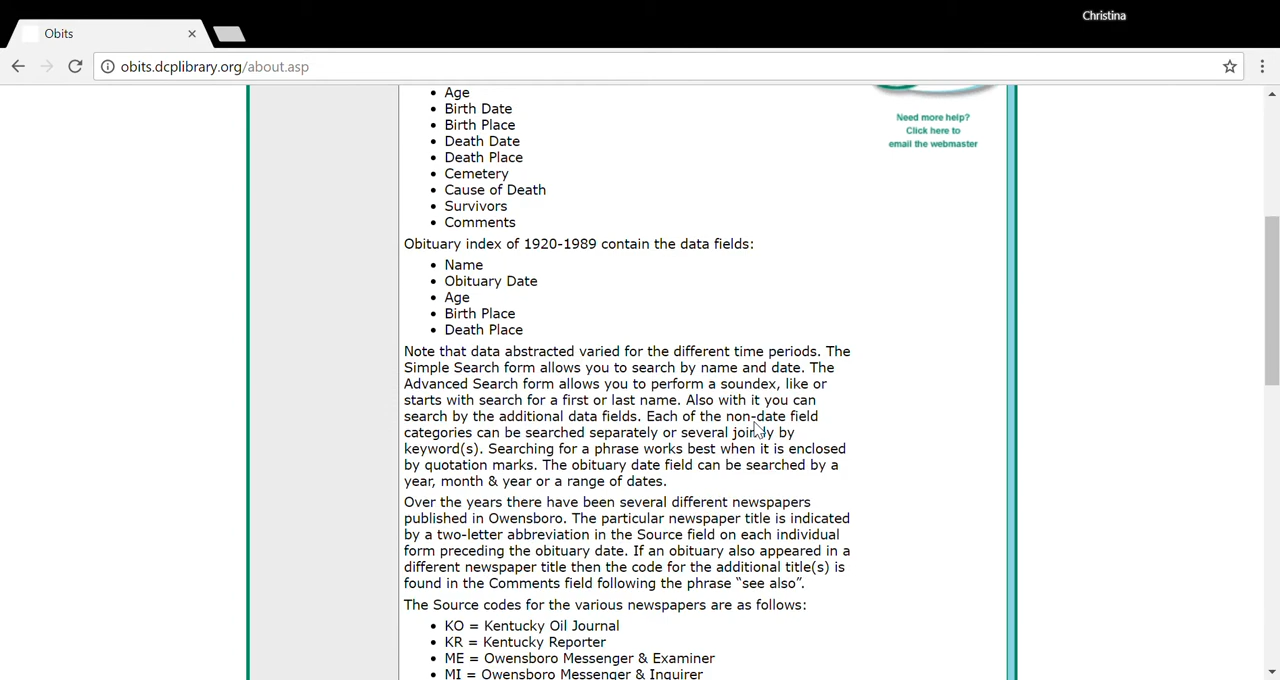 Christina
Obits
obits.dcplibrary.org/about.asp
Age
Birth Date
Birth Place
Death Date
Death Place
Cemetery
Cause of Death
Survivors
Comments
Need more help?
Click here to
email the webmaster
Obituary index of 1920-1989 contain the data fields:
Name
Obituary Date
Age
Birth Place
Death Place
Note that data abstracted varied for the different time periods. The
Simple Search form allows you to search by name and date. The
Advanced Search form allows you to perform a soundex, like or
starts with search for a first or last name. Also with it you can
search by the additional data fields. Each of the non-date field
categories can be searched separately or several jointly by
keyword(s). Searching for a phrase works best when it is enclosed
by quotation marks. The obituary date field can be searched by a
year, month & year or a range of dates.
Over the years there have been several different newspapers
published in Owensboro. The particular newspaper title is indicated
by a two-letter abbreviation in the Source field on each individual
form preceding the obituary date. If an obituary also appeared in a
different newspaper title then the code for the additional title(s) is
found in the Comments field following the phrase “see also”.
The Source codes for the various newspapers are as follows:
KO = Kentucky Oil Journal
KR = Kentucky Reporter
ME = Owensboro Messenger & Examiner
MI = Owensboro Messenger & Inquirer